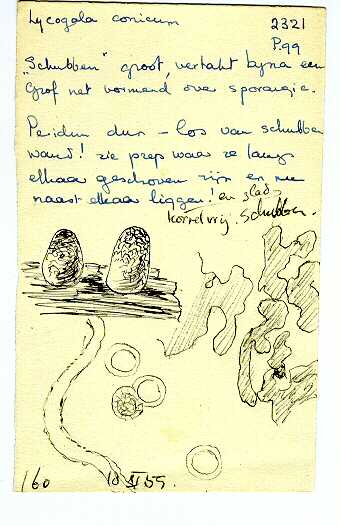 Lycogala conicum
2321
P.99
"Schubben" groot, vertakt bijna een
grof net vormend over sporangie.
Peridium dun - los van schubben
wand! zie prep waar ze langs
elkaar geschoven zijn en nu
naast elkaar liggen! en glad
korrelvrij. Schubben.
160
10 XI 55.